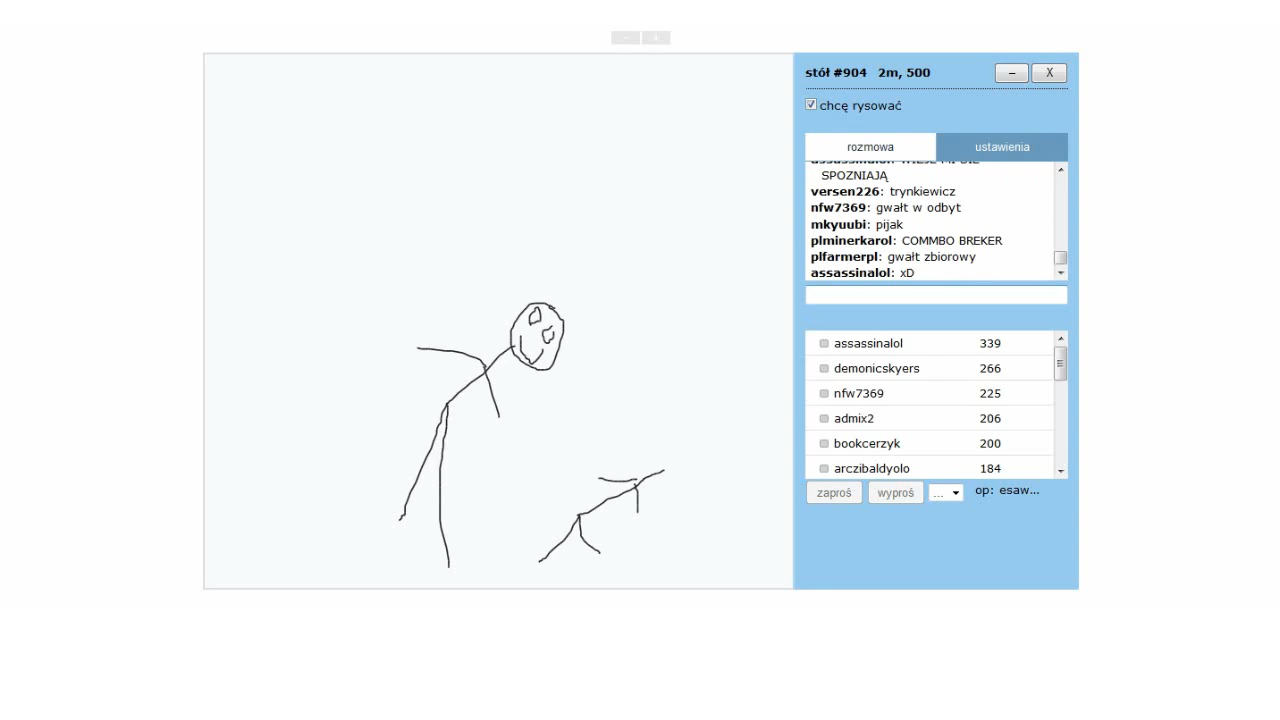 stół #904 2m, 500
– X
chcę rysować
rozmowa ustawienia
SPOZNIAJĄ
versen226: trynkiewicz
nfw7369: gwałt w odbyt
mkyuubi: pijak
plminerkarol: COMMBO BREKER
plfarmerpl: gwałt zbiorowy
assassinalol: xD
assassinalol 339
demonicskyers 266
nfw7369 225
admix2 206
bookcerzyk 200
arczibaldyolo 184
zaproś wyproś ... op: esaw...